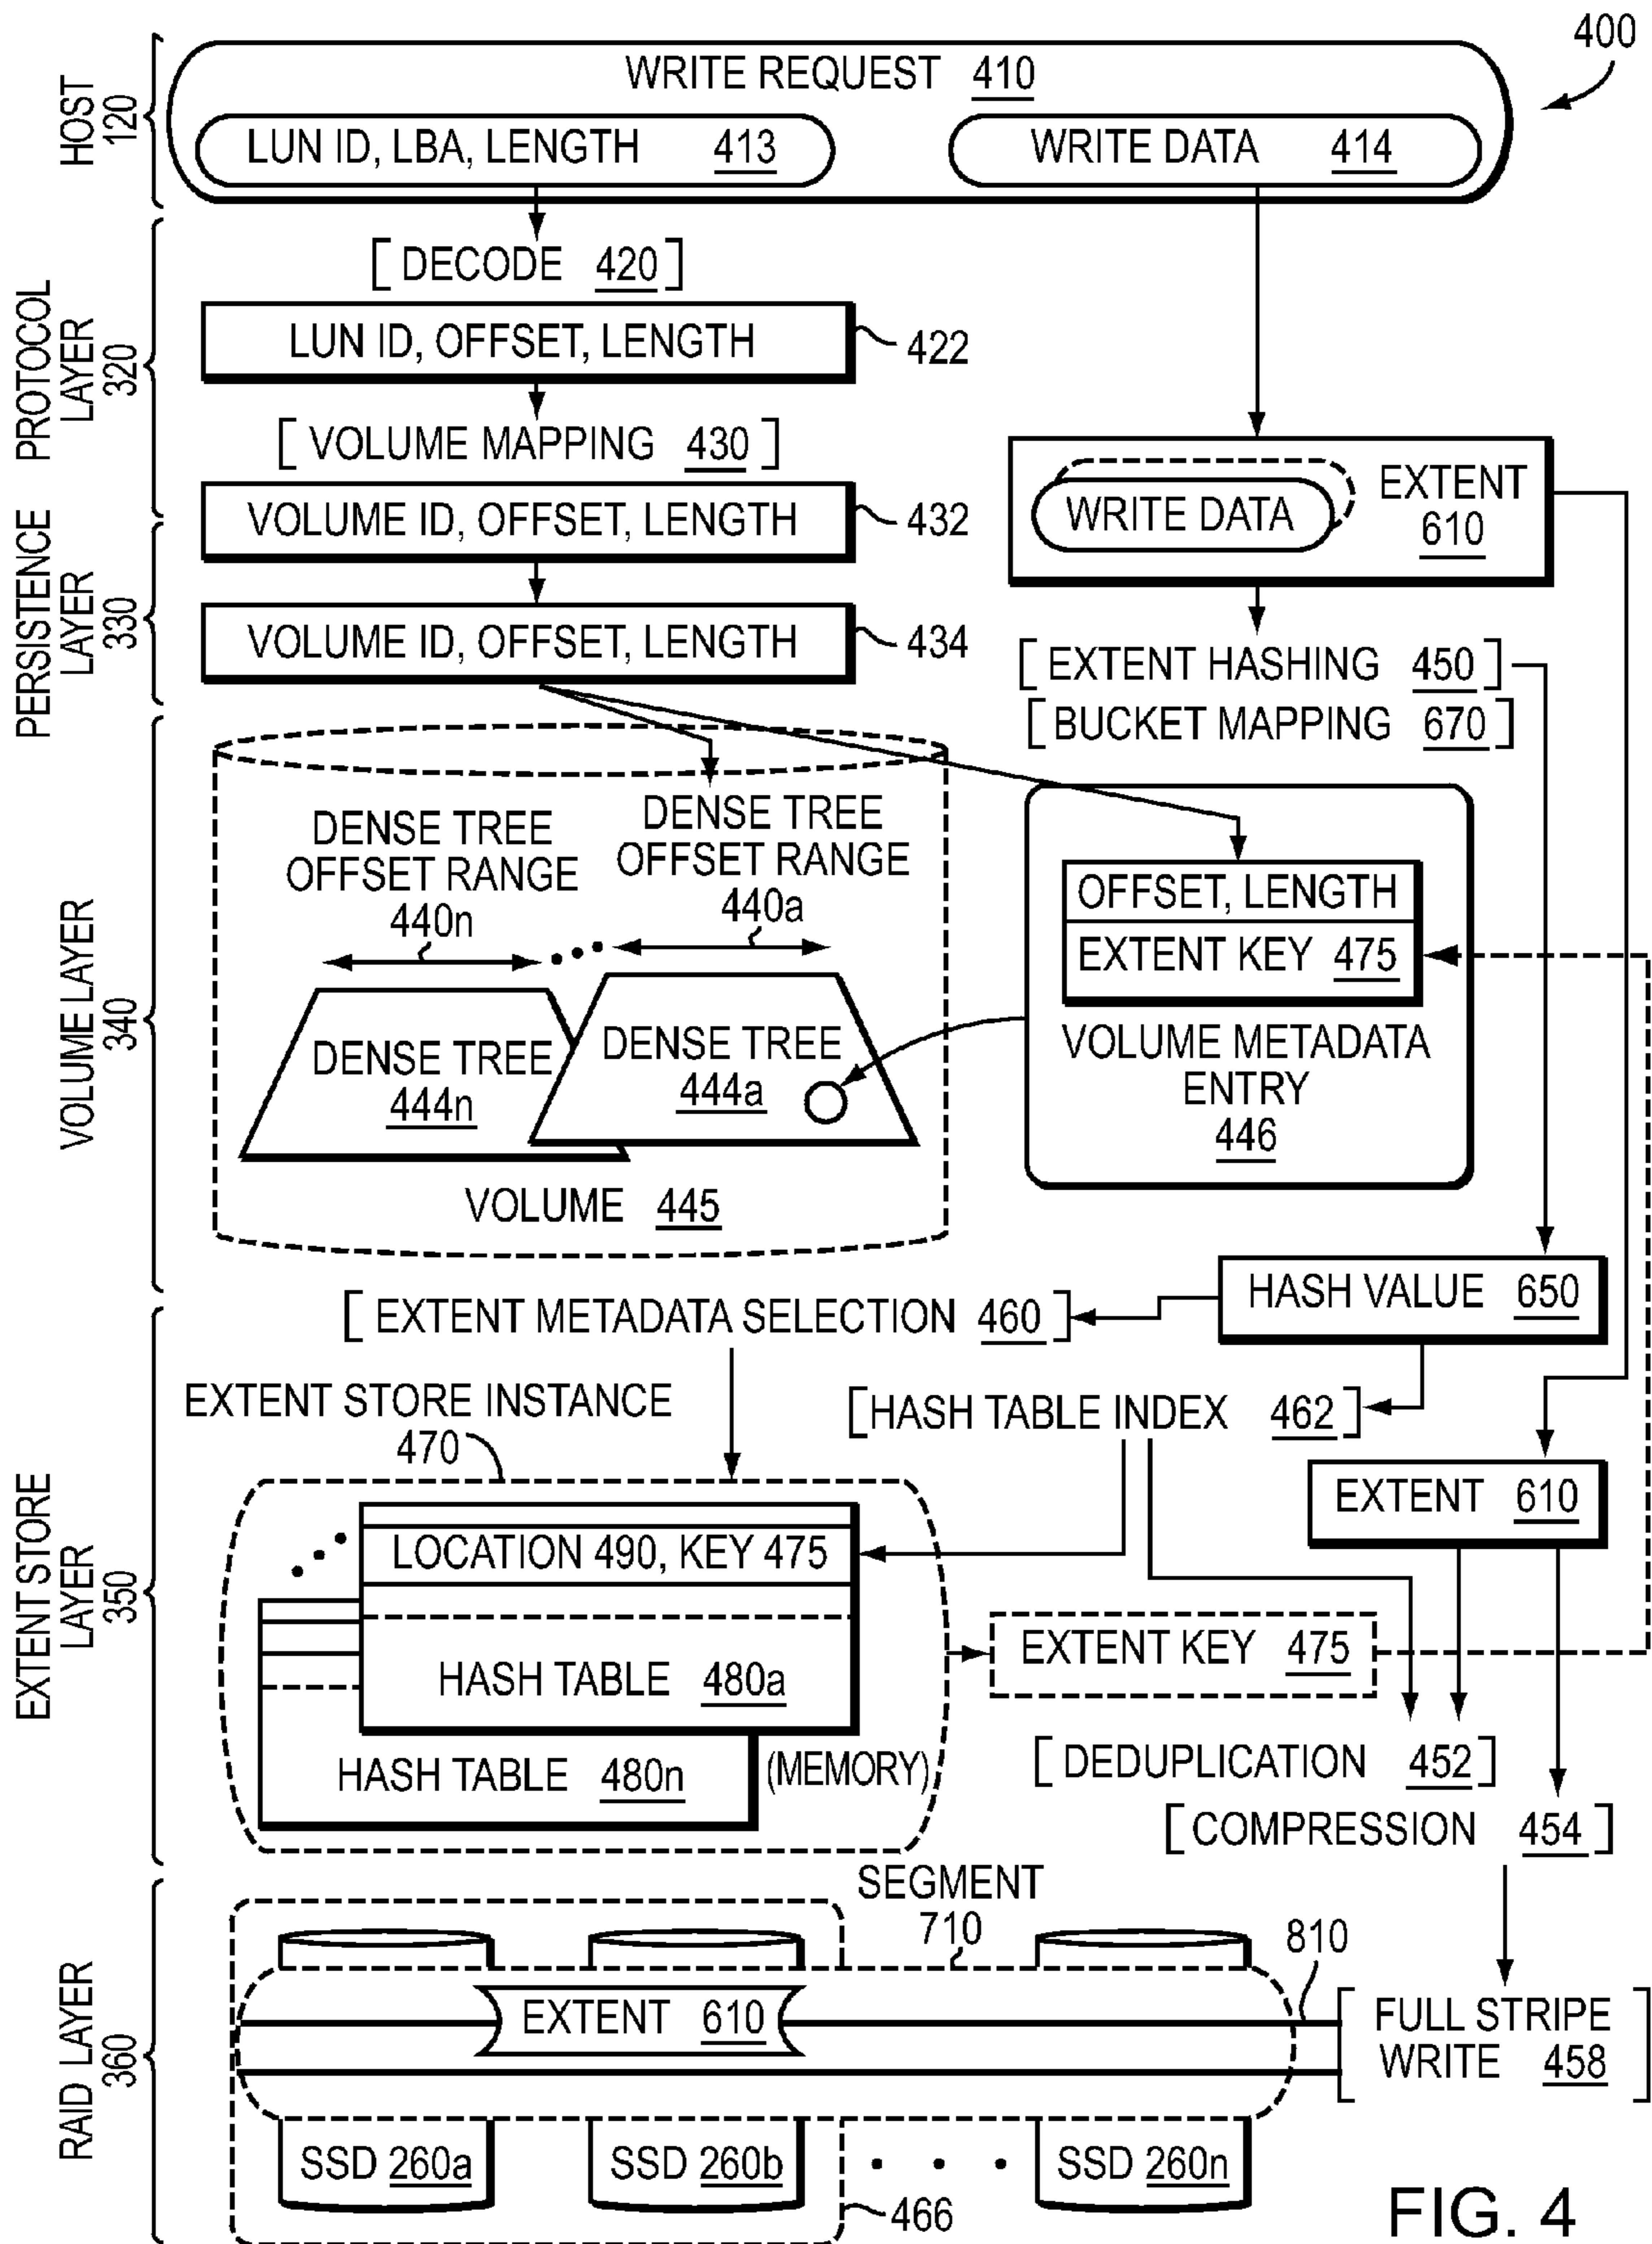 400
HOST
120
WRITE REQUEST 410
LUN ID, LBA, LENGTH 413
WRITE DATA 414
PROTOCOL
LAYER
320
[DECODE 420]
LUN ID, OFFSET, LENGTH
422
[VOLUME MAPPING 430]
VOLUME ID, OFFSET, LENGTH
432
WRITE DATA
EXTENT
610
PERSISTENCE
LAYER
330
VOLUME ID, OFFSET, LENGTH
434
[EXTENT HASHING 450]
[BUCKET MAPPING 670]
VOLUME LAYER
340
DENSE TREE
OFFSET RANGE
440n
DENSE TREE
OFFSET RANGE
440a
DENSE TREE
444n
DENSE TREE
444a
VOLUME 445
OFFSET, LENGTH
EXTENT KEY 475
VOLUME METADATA
ENTRY
446
HASH VALUE 650
EXTENT STORE
LAYER
350
[EXTENT METADATA SELECTION 460]
[HASH TABLE INDEX 462]
EXTENT STORE INSTANCE
470
EXTENT 610
LOCATION 490, KEY 475
HASH TABLE 480a
HASH TABLE 480n
(MEMORY)
EXTENT KEY 475
[DEDUPLICATION 452]
[COMPRESSION 454]
RAID LAYER
360
SEGMENT
710
810
EXTENT 610
[FULL STRIPE
WRITE 458]
SSD 260a
SSD 260b
SSD 260n
466
FIG. 4